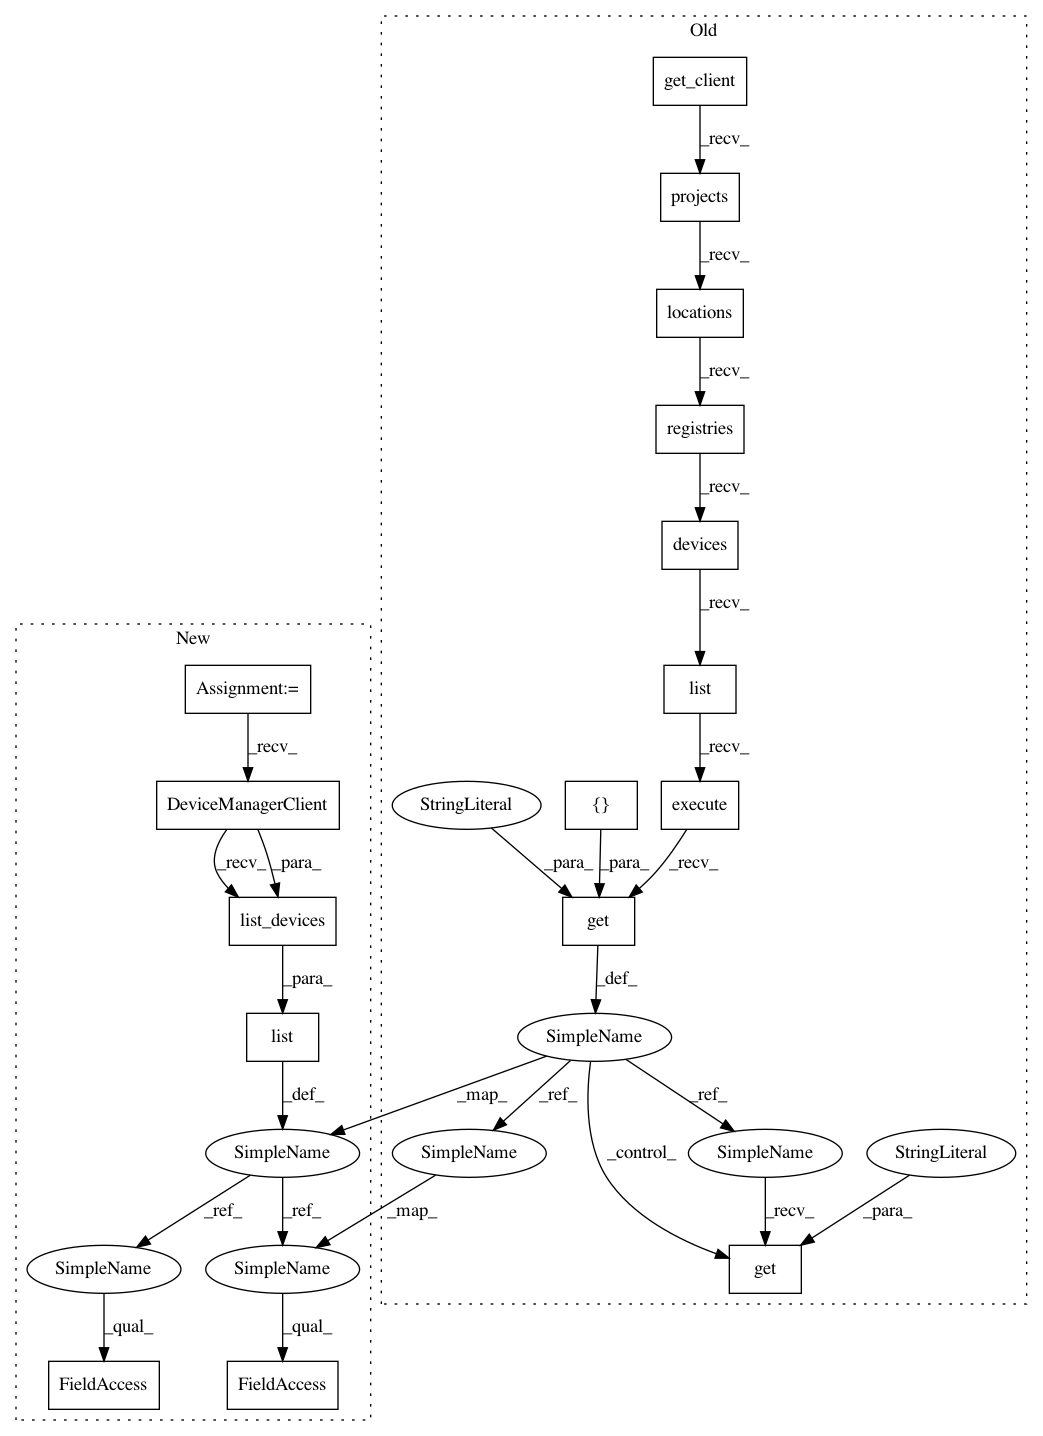 Old
get_client
_recv_
projects
_recv_
locations
_recv_
registries
_recv_
devices
_recv_
list
_recv_
StringLiteral
{}
execute
_para_
_para_
_recv_
get
_def_
SimpleName
_map_
_ref_
_ref_
_control_
SimpleName
SimpleName
StringLiteral
_map_
_recv_
_para_
get
New
Assignment:=
_recv_
DeviceManagerClient
_recv_
_para_
list_devices
_para_
list
_def_
SimpleName
_ref_
_ref_
SimpleName
SimpleName
_qual_
_qual_
FieldAccess
FieldAccess